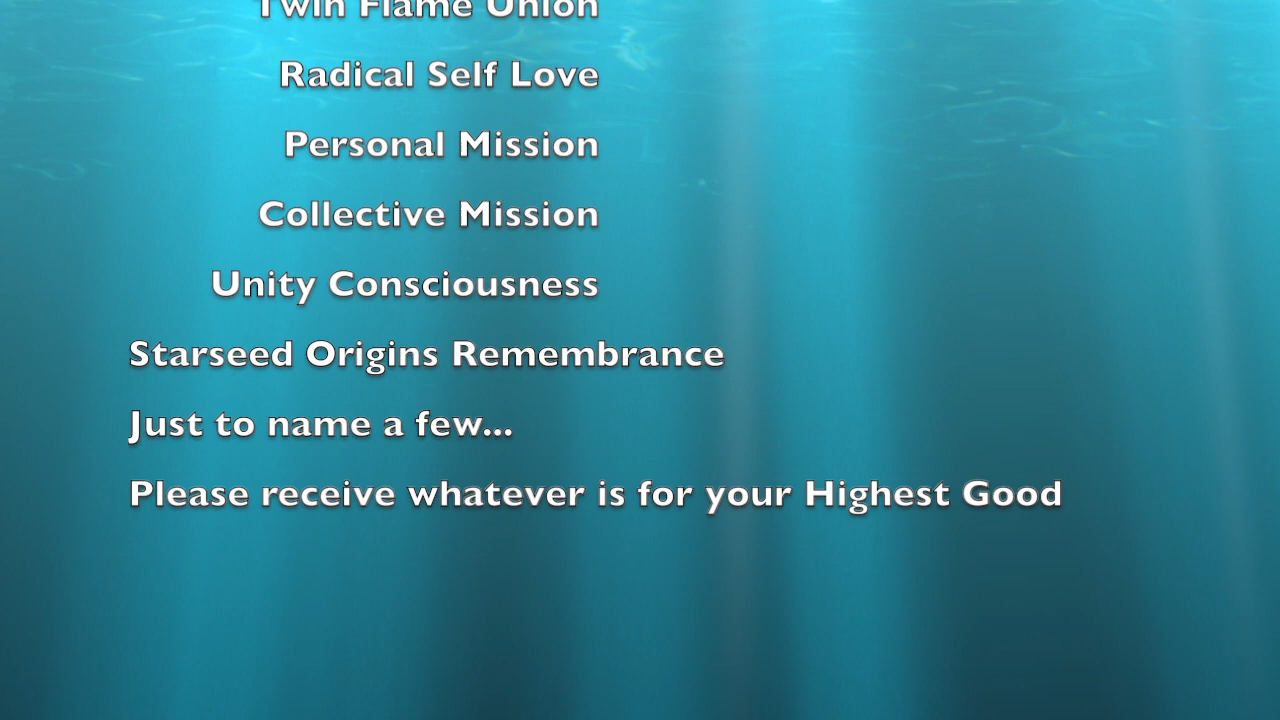 Twin Flame Union
Radical Self Love
Personal Mission
Collective Mission
Unity Consciousness
Starseed Origins Remembrance
Just to name a few...
Please receive whatever is for your Highest Good